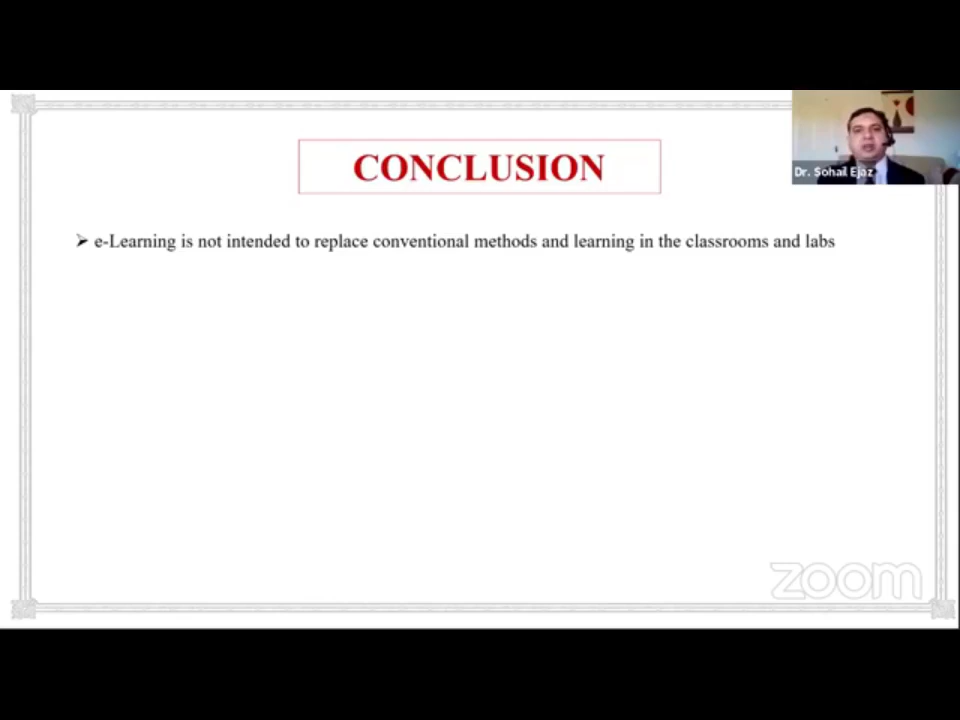 CONCLUSION
Dr. Sohail Ejaz
➢ e-Learning is not intended to replace conventional methods and learning in the classrooms and labs
zoom